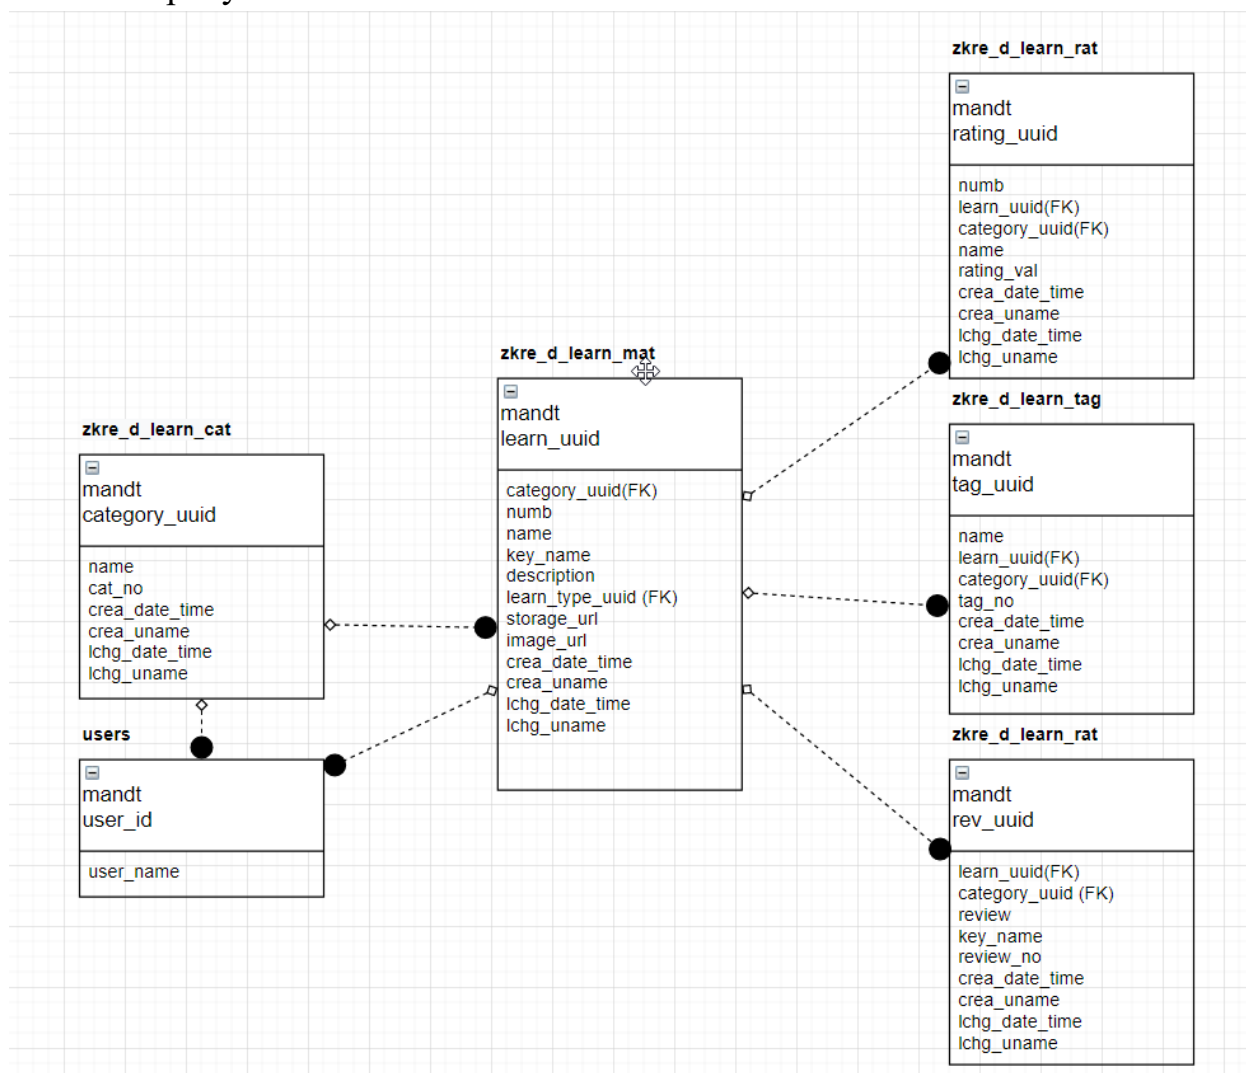 zkre_d_learn_rat
mandt
rating_uuid
numb
learn_uuid(FK)
category_uuid(FK)
name
rating_val
crea_date_time
crea_uname
lchg_date_time
lchg_uname
zkre_d_learn_mat
mandt
learn_uuid
category_uuid(FK)
numb
name
key_name
description
learn_type_uuid (FK)
storage_url
image_url
crea_date_time
crea_uname
lchg_date_time
lchg_uname
zkre_d_learn_cat
mandt
category_uuid
name
cat_no
crea_date_time
crea_uname
lchg_date_time
lchg_uname
users
mandt
user_id
user_name
zkre_d_learn_tag
mandt
tag_uuid
name
learn_uuid(FK)
category_uuid(FK)
tag_no
crea_date_time
crea_uname
lchg_date_time
lchg_uname
zkre_d_learn_rat
mandt
rev_uuid
learn_uuid(FK)
category_uuid (FK)
review
key_name
review_no
crea_date_time
crea_uname
lchg_date_time
lchg_uname